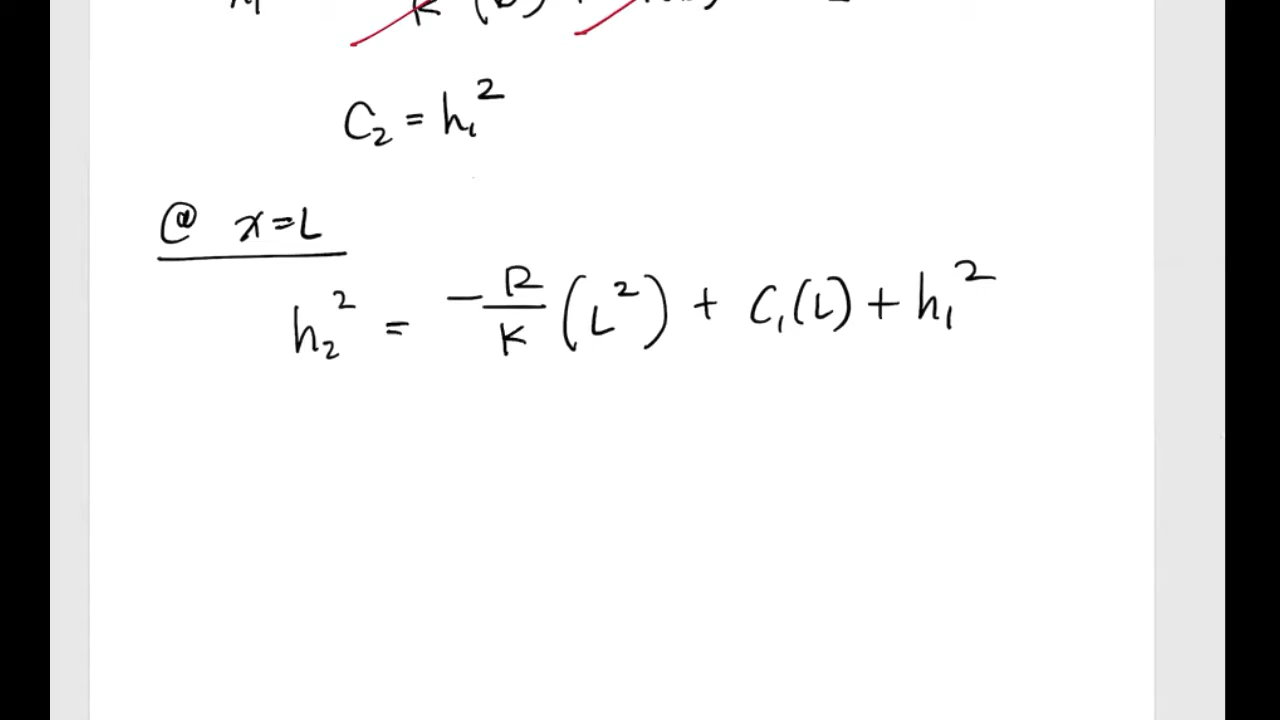 C₂ = h₁²
@ x=L
h₂² = -R/K (L²) + C₁(L) + h₁²